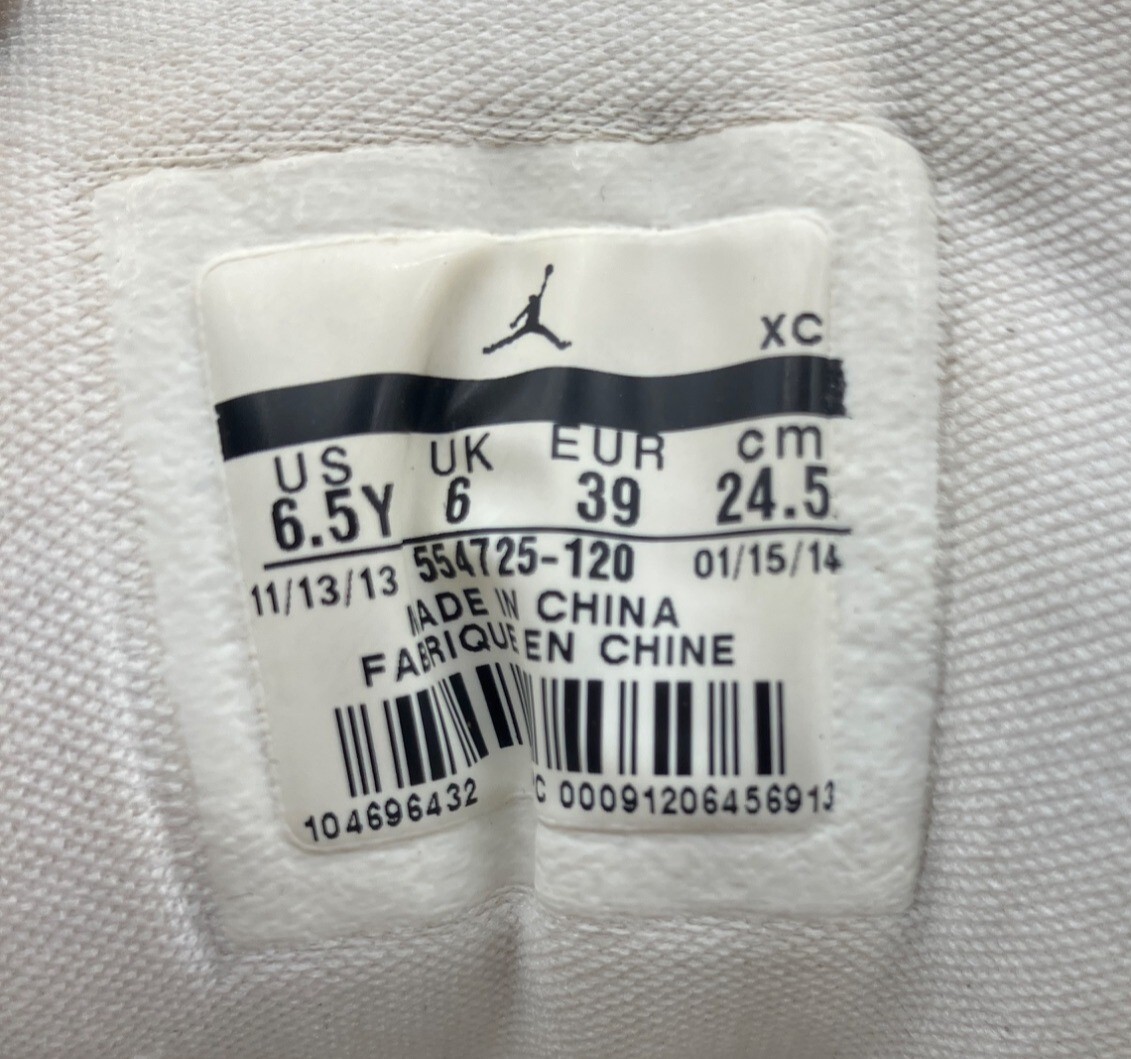 XC
US UK EUR cm
6.5Y 6 39 24.5
11/13/13 554725-120 01/15/14
MADE IN CHINA
FABRIQUE EN CHINE
104696432 00091206456913